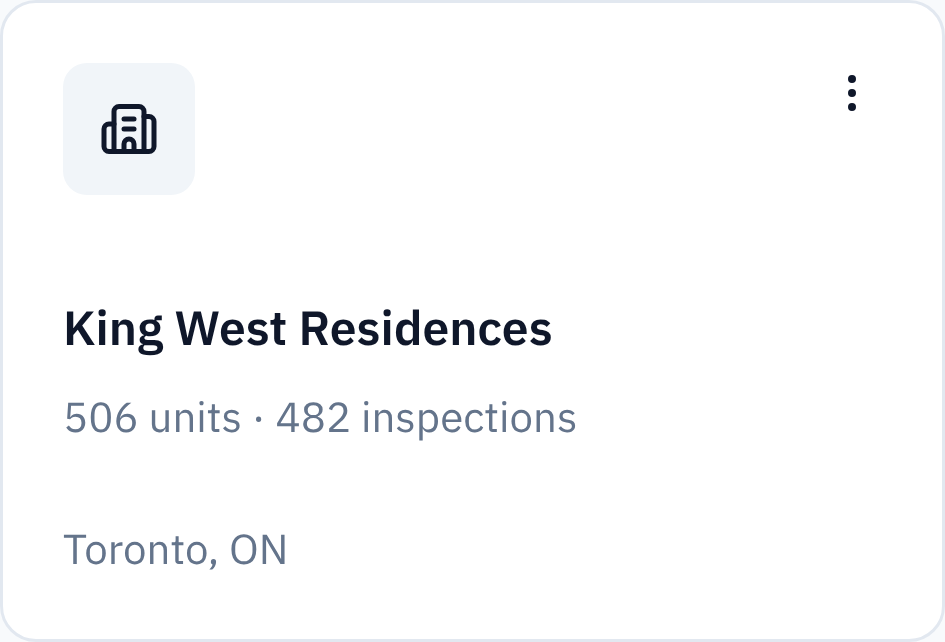 King West Residences
506 units · 482 inspections
Toronto, ON